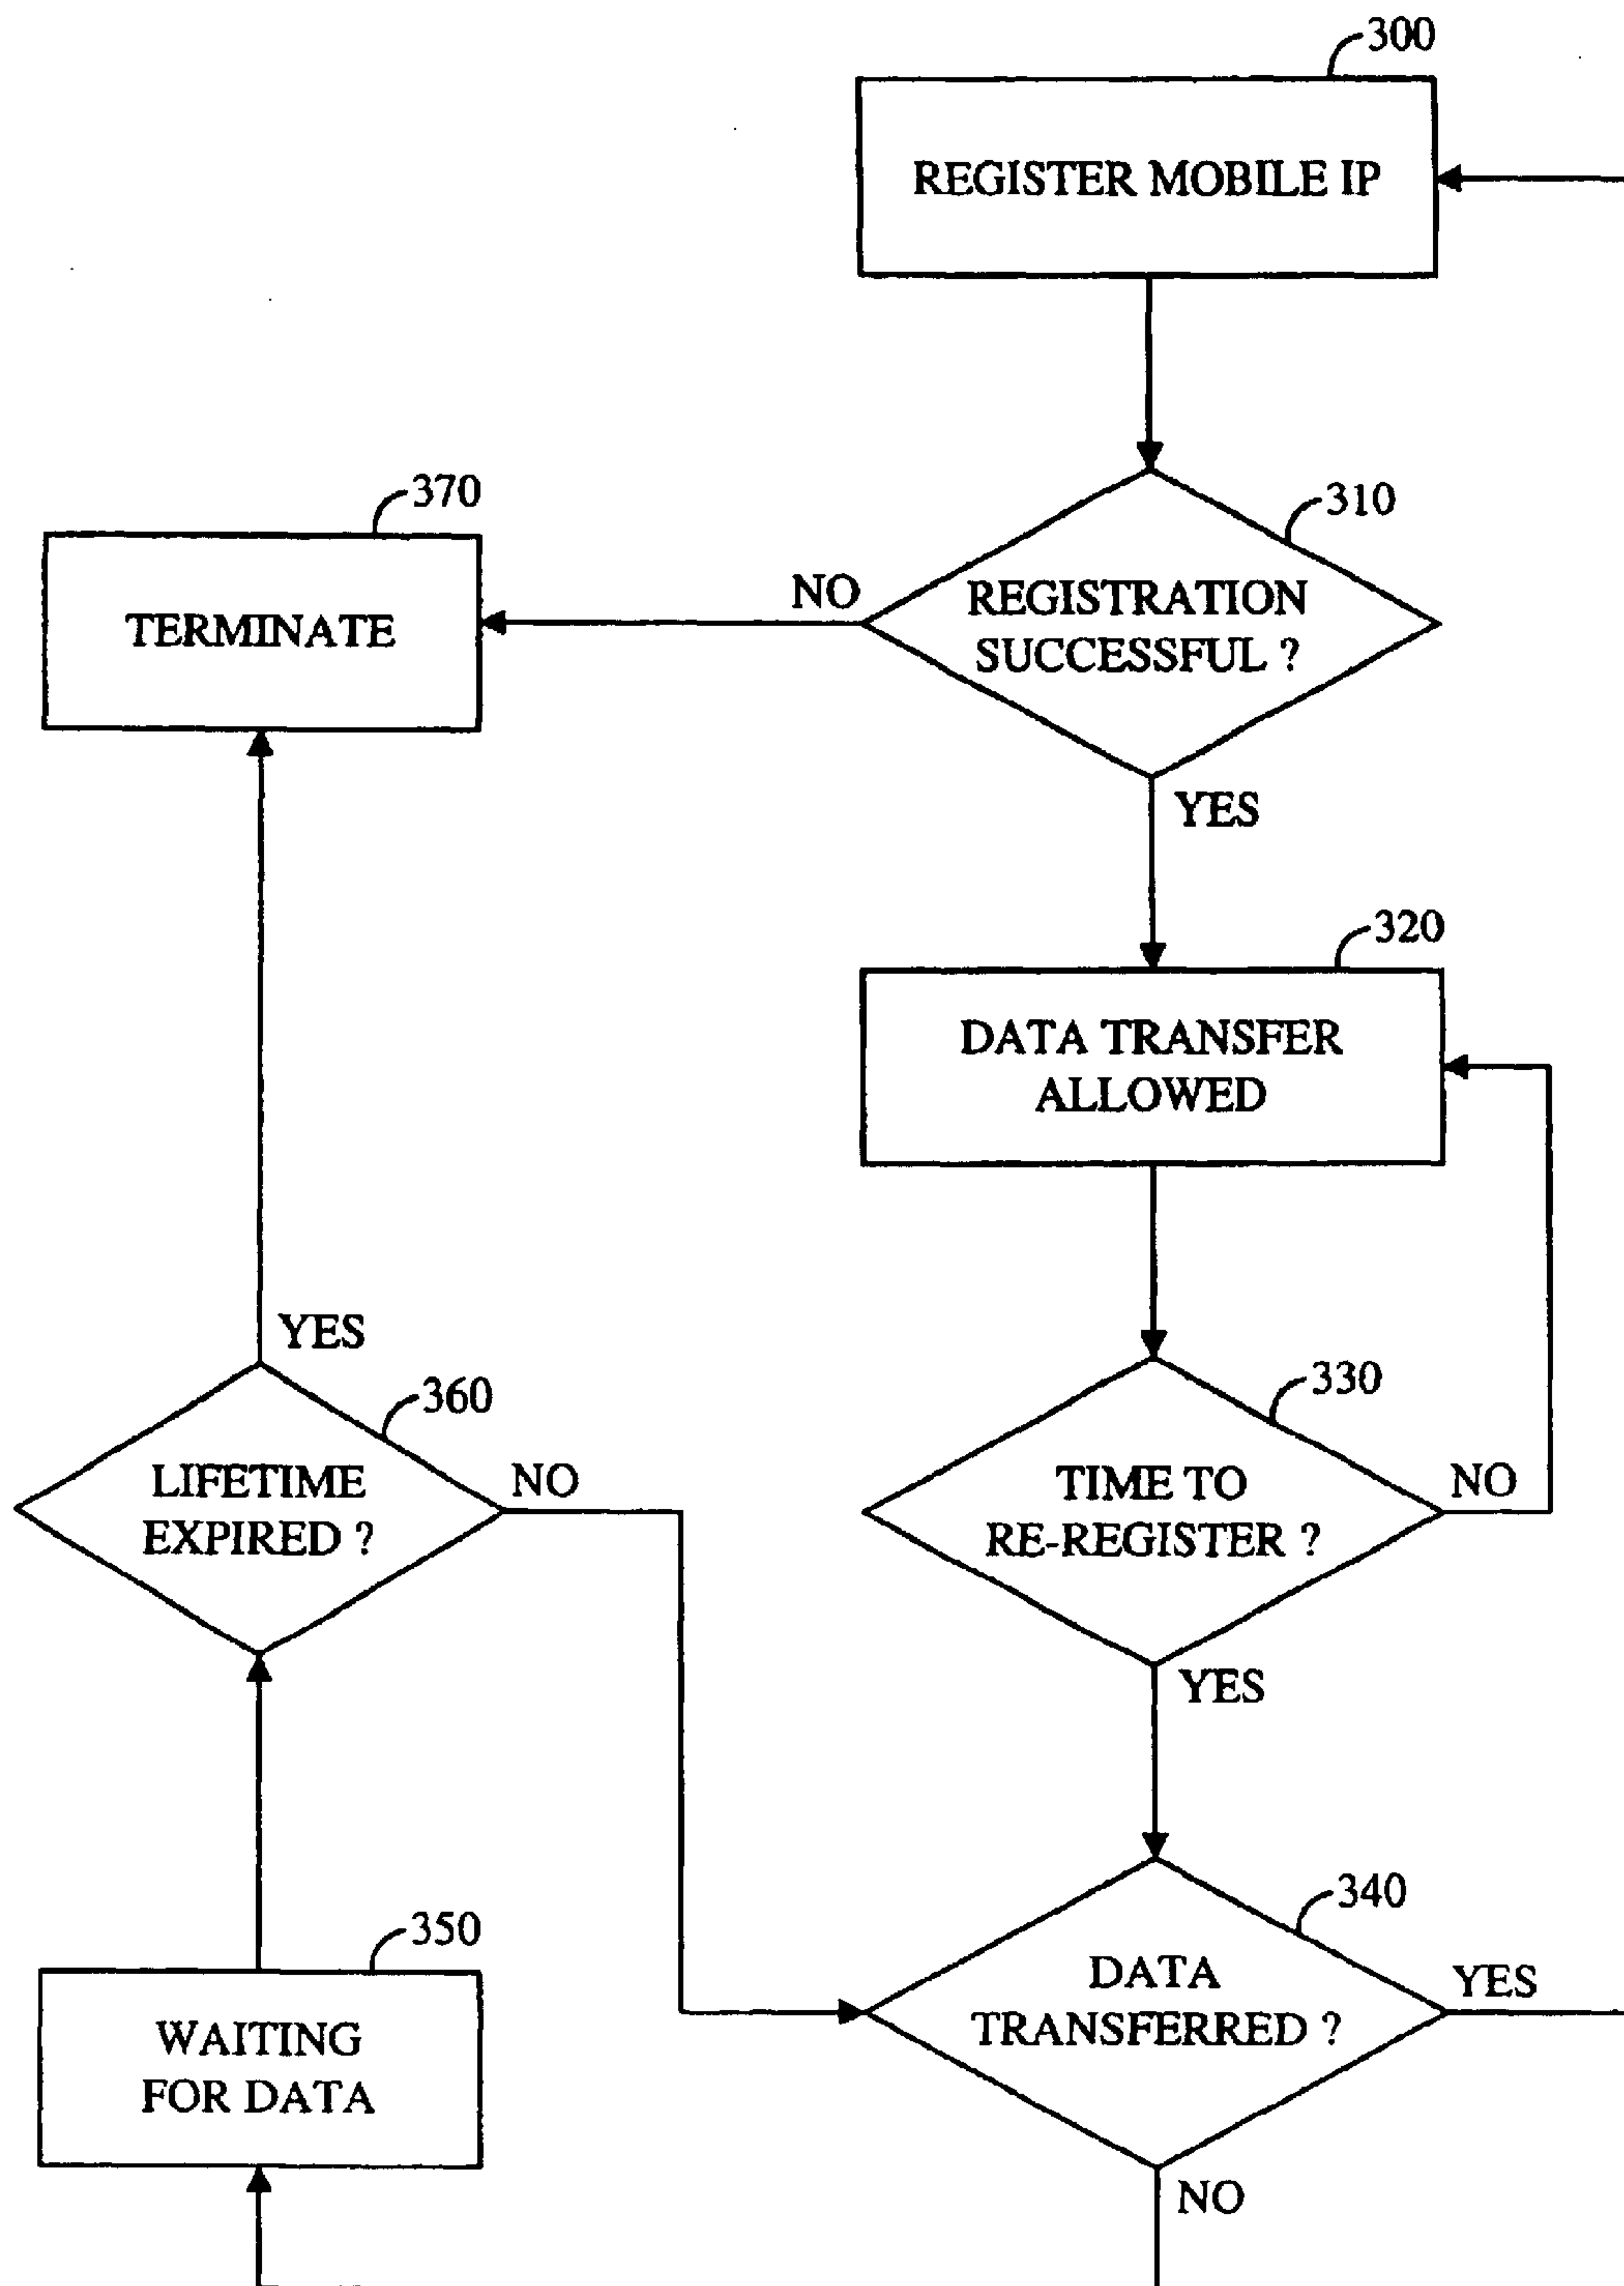 300
REGISTER MOBILE IP
370
310
TERMINATE
NO
REGISTRATION
SUCCESSFUL ?
YES
320
DATA TRANSFER
ALLOWED
YES
360
330
LIFETIME
EXPIRED ?
NO
TIME TO
RE-REGISTER ?
NO
YES
350
340
WAITING
FOR DATA
DATA
TRANSFERRED ?
YES
NO